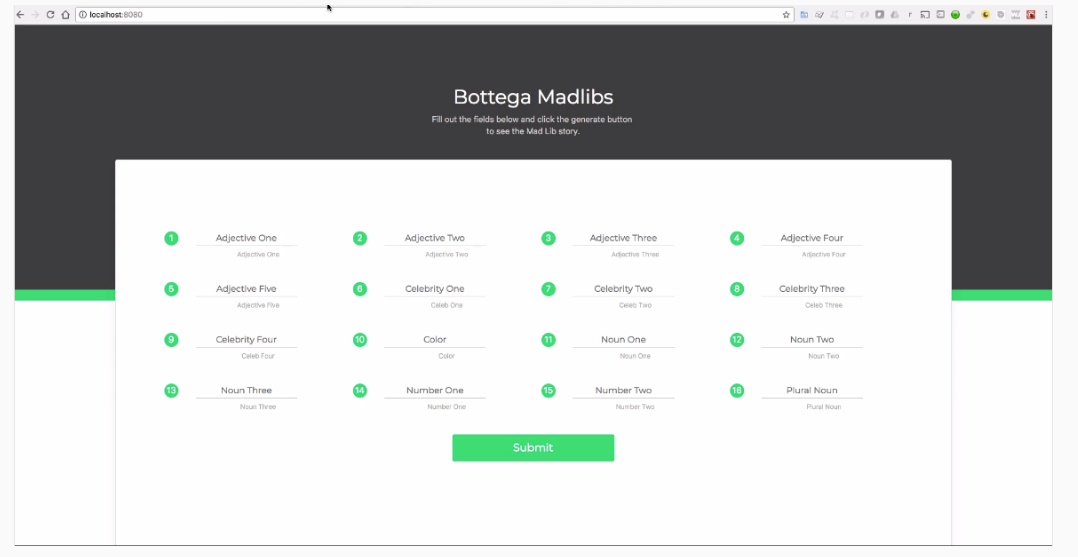 localhost:8080
Bottega Madlibs
Fill out the fields below and click the generate button
to see the Mad Lib story.
1 Adjective One 2 Adjective Two 3 Adjective Three 4 Adjective Four
Adjective One Adjective Two Adjective Three Adjective Four
5 Adjective Five 6 Celebrity One 7 Celebrity Two 8 Celebrity Three
Adjective Five Celeb One Celeb Two Celeb Three
9 Celebrity Four 10 Color 11 Noun One 12 Noun Two
Celeb Four Color Noun One Noun Two
13 Noun Three 14 Number One 15 Number Two 16 Plural Noun
Noun Three Number One Number Two Plural Noun
Submit